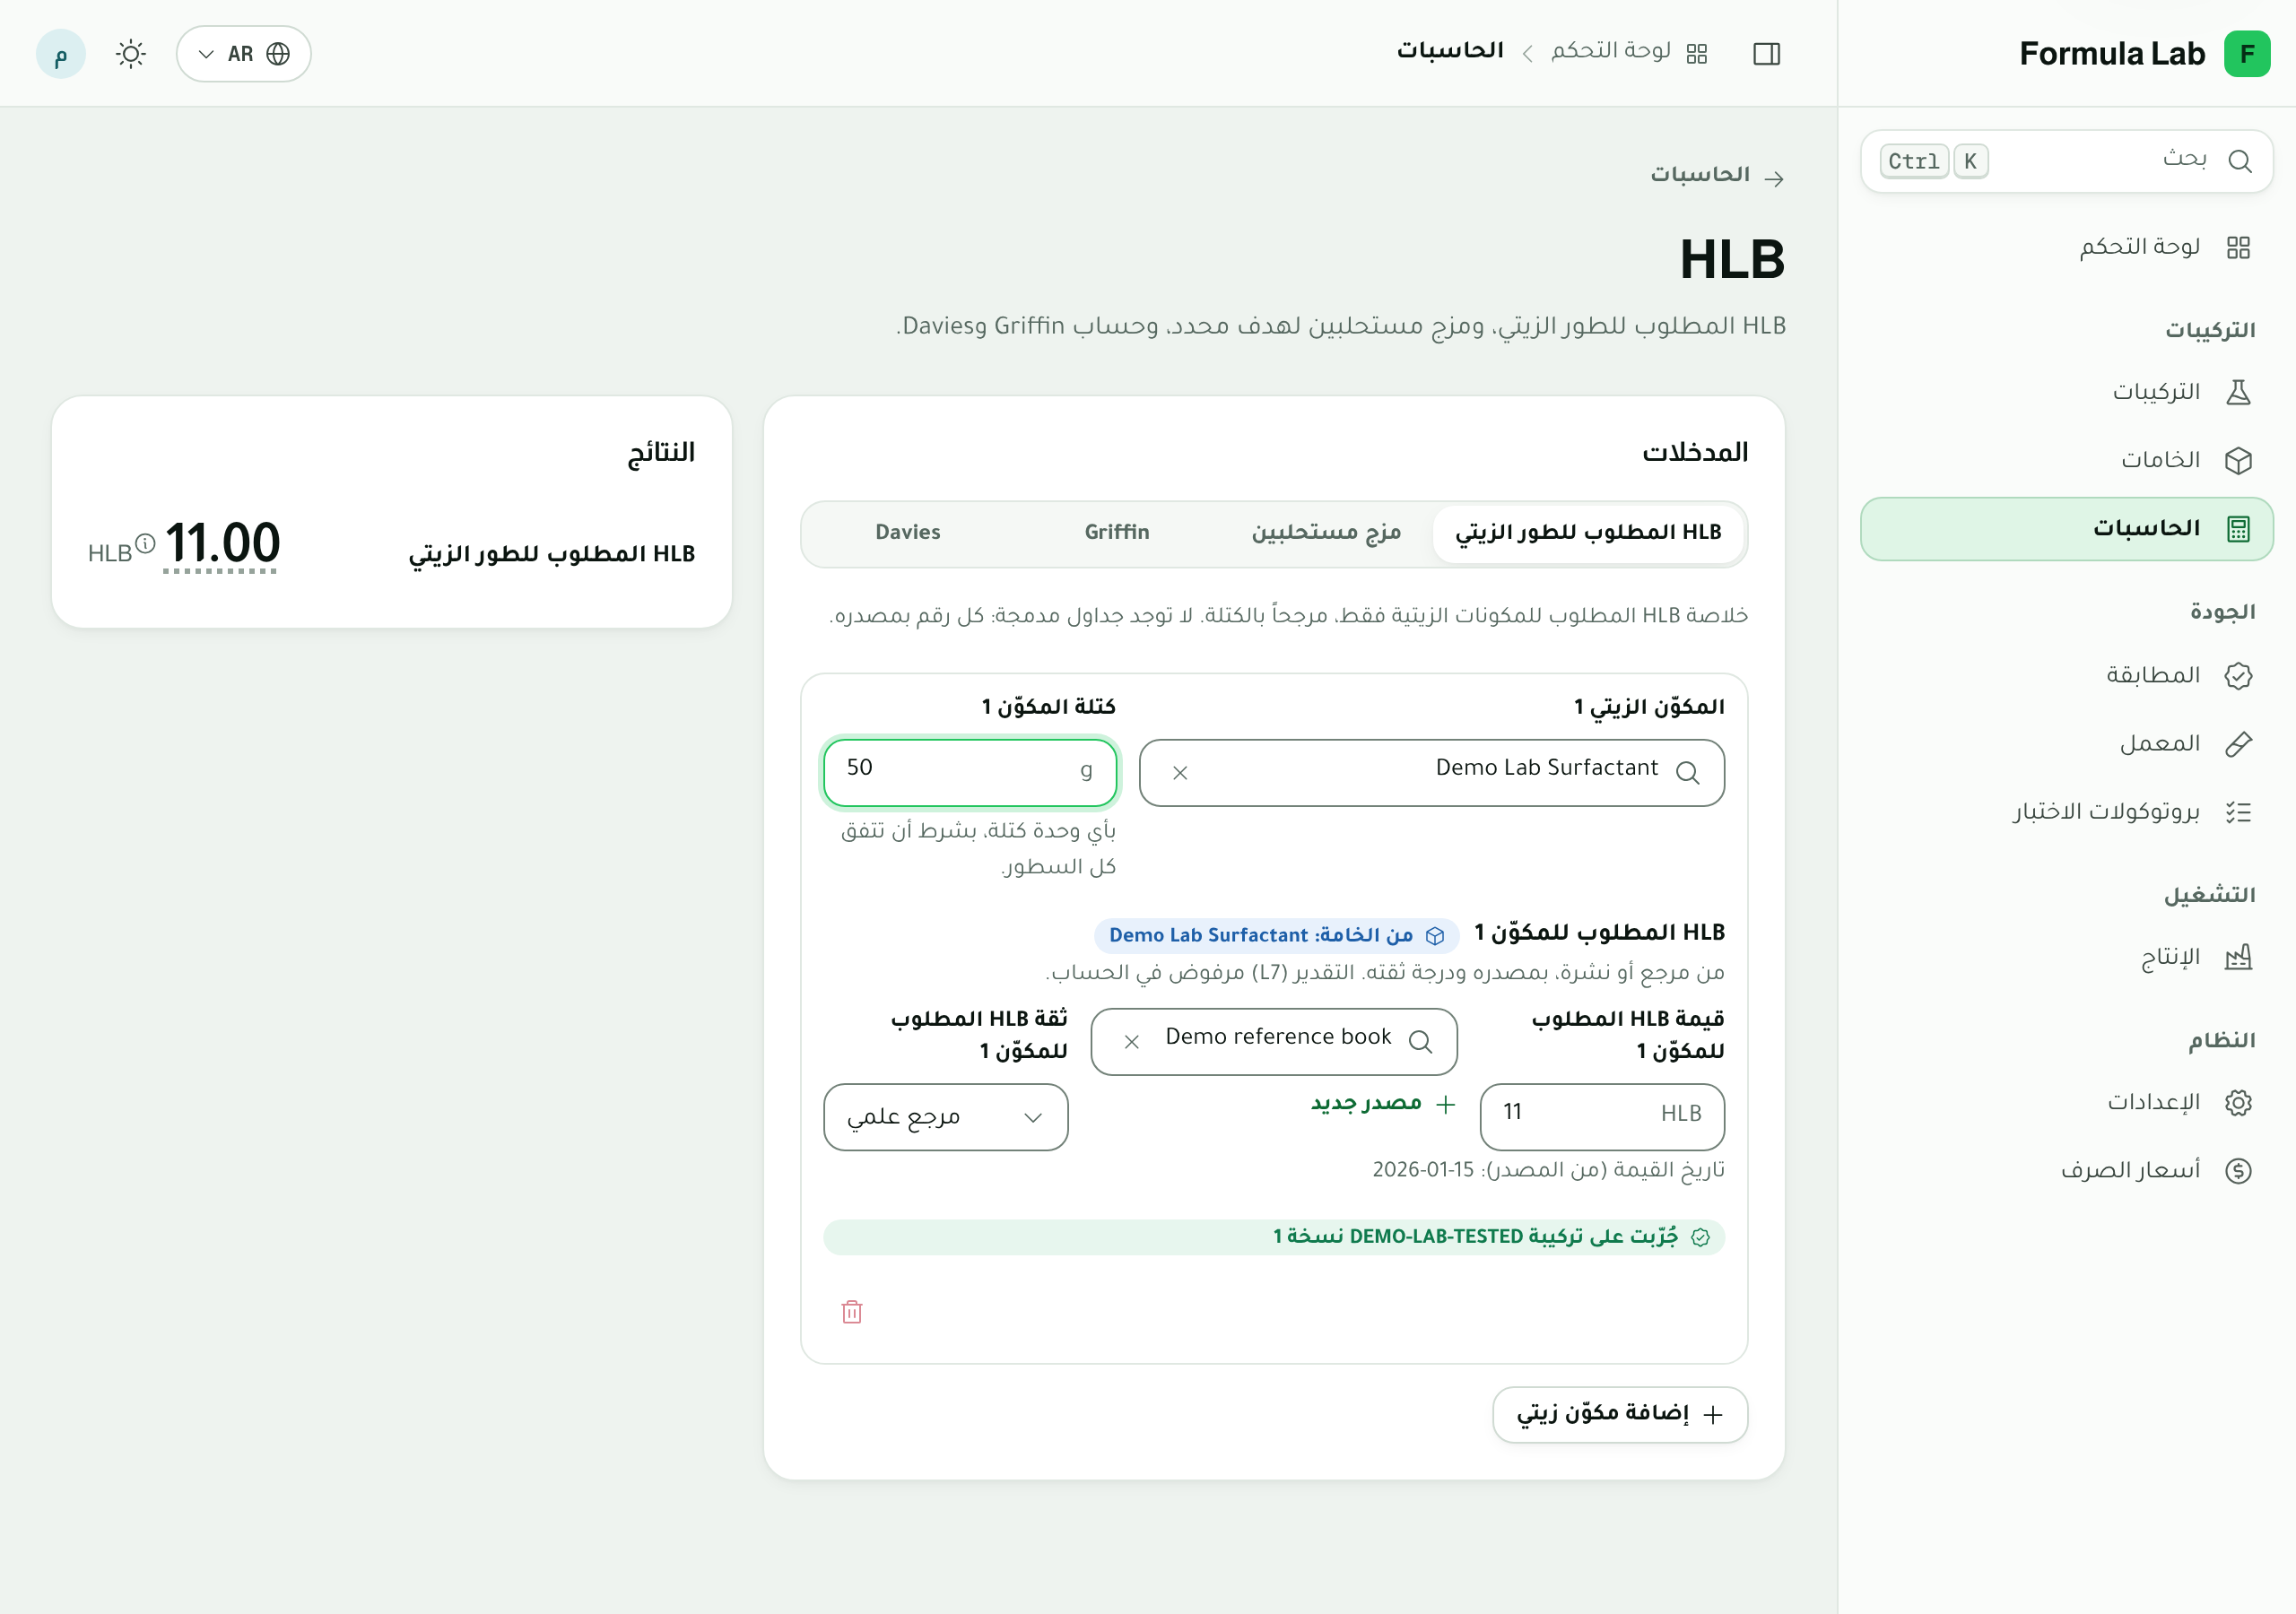 Formula Lab
F
لوحة التحكم
الحاسبات
AR
م
بحث
Ctrl K
لوحة التحكم
التركيبات
التركيبات
الخامات
الحاسبات
الجودة
المطابقة
المعمل
بروتوكولات الاختبار
التشغيل
الإنتاج
النظام
الإعدادات
أسعار الصرف
الحاسبات
HLB
HLB المطلوب للطور الزيتي، ومزج مستحلبين لهدف محدد، وحساب Griffin وDavies.
المدخلات
HLB المطلوب للطور الزيتي
مزج مستحلبين
Griffin
Davies
خلاصة HLB المطلوب للمكونات الزيتية فقط، مرجحاً بالكتلة. لا توجد جداول مدمجة: كل رقم بمصدره.
المكوّن الزيتي 1
Demo Lab Surfactant
كتلة المكوّن 1
50 g
بأي وحدة كتلة، بشرط أن تتفق
كل السطور.
HLB المطلوب للمكوّن 1
من الخامة: Demo Lab Surfactant
من مرجع أو نشرة، بمصدره ودرجة ثقته. التقدير (L7) مرفوض في الحساب.
قيمة HLB المطلوب
للمكوّن 1
11 HLB
Demo reference book
مصدر جديد
ثقة HLB المطلوب
للمكوّن 1
مرجع علمي
تاريخ القيمة (من المصدر): 2026-01-15
جُرّبت على تركيبة DEMO-LAB-TESTED نسخة 1
إضافة مكوّن زيتي
النتائج
HLB المطلوب للطور الزيتي
11.00 HLB